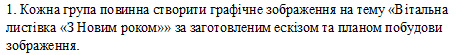 1. Кожна група повинна створити графічне зображення на тему «Вітальна
листівка «З Новим роком»» за заготовленим ескізом та планом побудови
зображення.